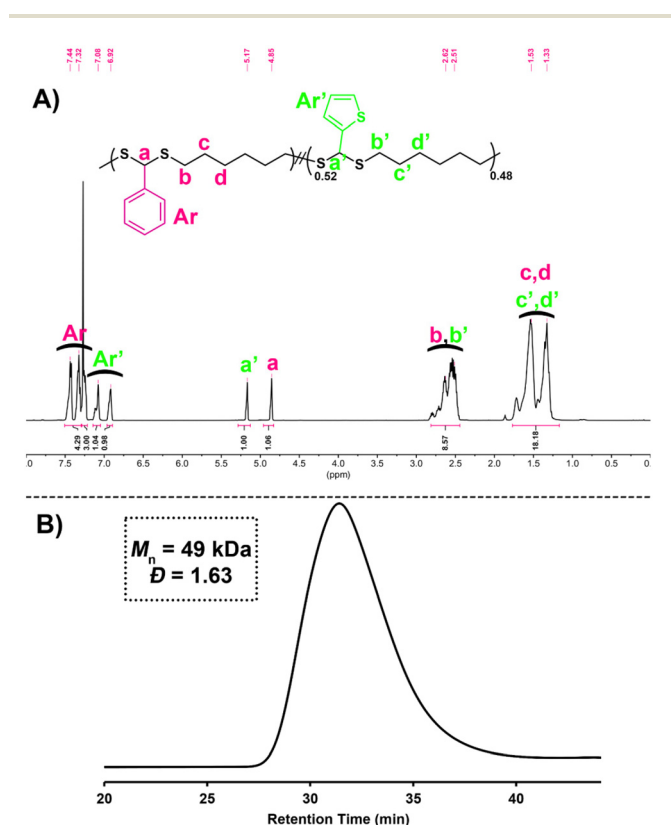 7.44 7.32 7.08 6.92 5.17 4.85 2.62 2.51 1.53 1.33
A)
Ar'
S
S a S c
S a' S b' d'
b d
c'
0.52 0.48
Ar
c,d
c',d'
b,b'
Ar
Ar'
a' a
4.29 3.00 1.04 0.98 1.00 1.06 8.57 18.18
.0 7.5 7.0 6.5 6.0 5.5 5.0 4.5 4.0 3.5 3.0 2.5 2.0 1.5 1.0 0.5 0.
(ppm)
B)
Mn = 49 kDa
Đ = 1.63
20 25 30 35 40
Retention Time (min)